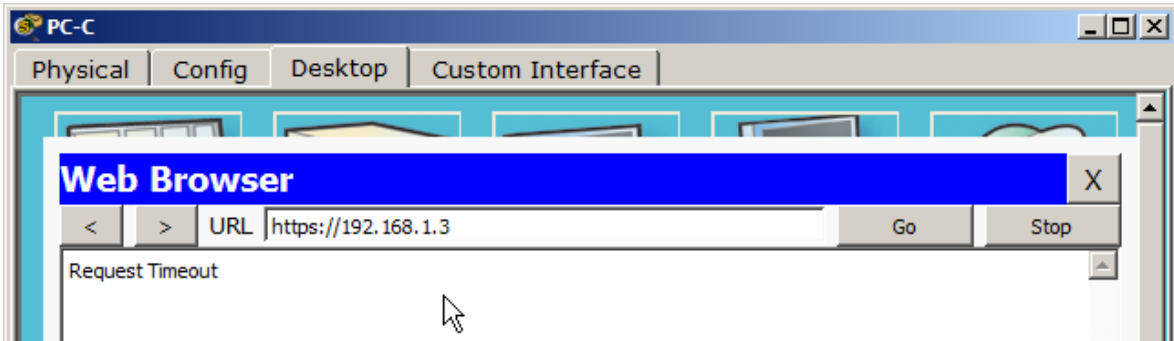 PC-C
Physical Config Desktop Custom Interface
Web Browser X
< > URL https://192.168.1.3 Go Stop
Request Timeout